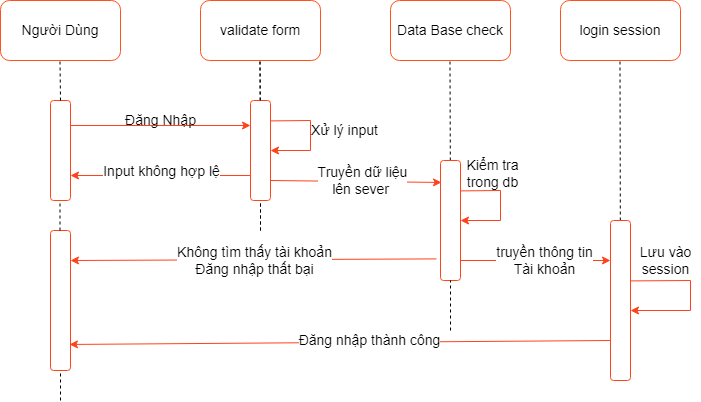 Người Dùng
validate form
Data Base check
login session
Đăng Nhập
Xử lý input
Input không hợp lệ
Truyền dữ liệu
lên sever
Kiểm tra
trong db
Không tìm thấy tài khoản
Đăng nhập thất bại
truyền thông tin
Tài khoản
Lưu vào
session
Đăng nhập thành công